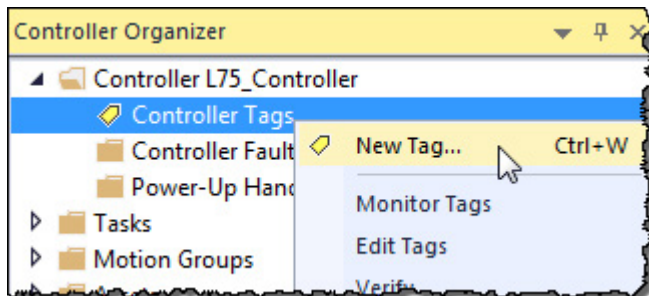 Controller Organizer
Controller L75_Controller
Controller Tags
New Tag... Ctrl+W
Controller Fault
Power-Up Hand
Monitor Tags
Tasks
Edit Tags
Motion Groups
Verify